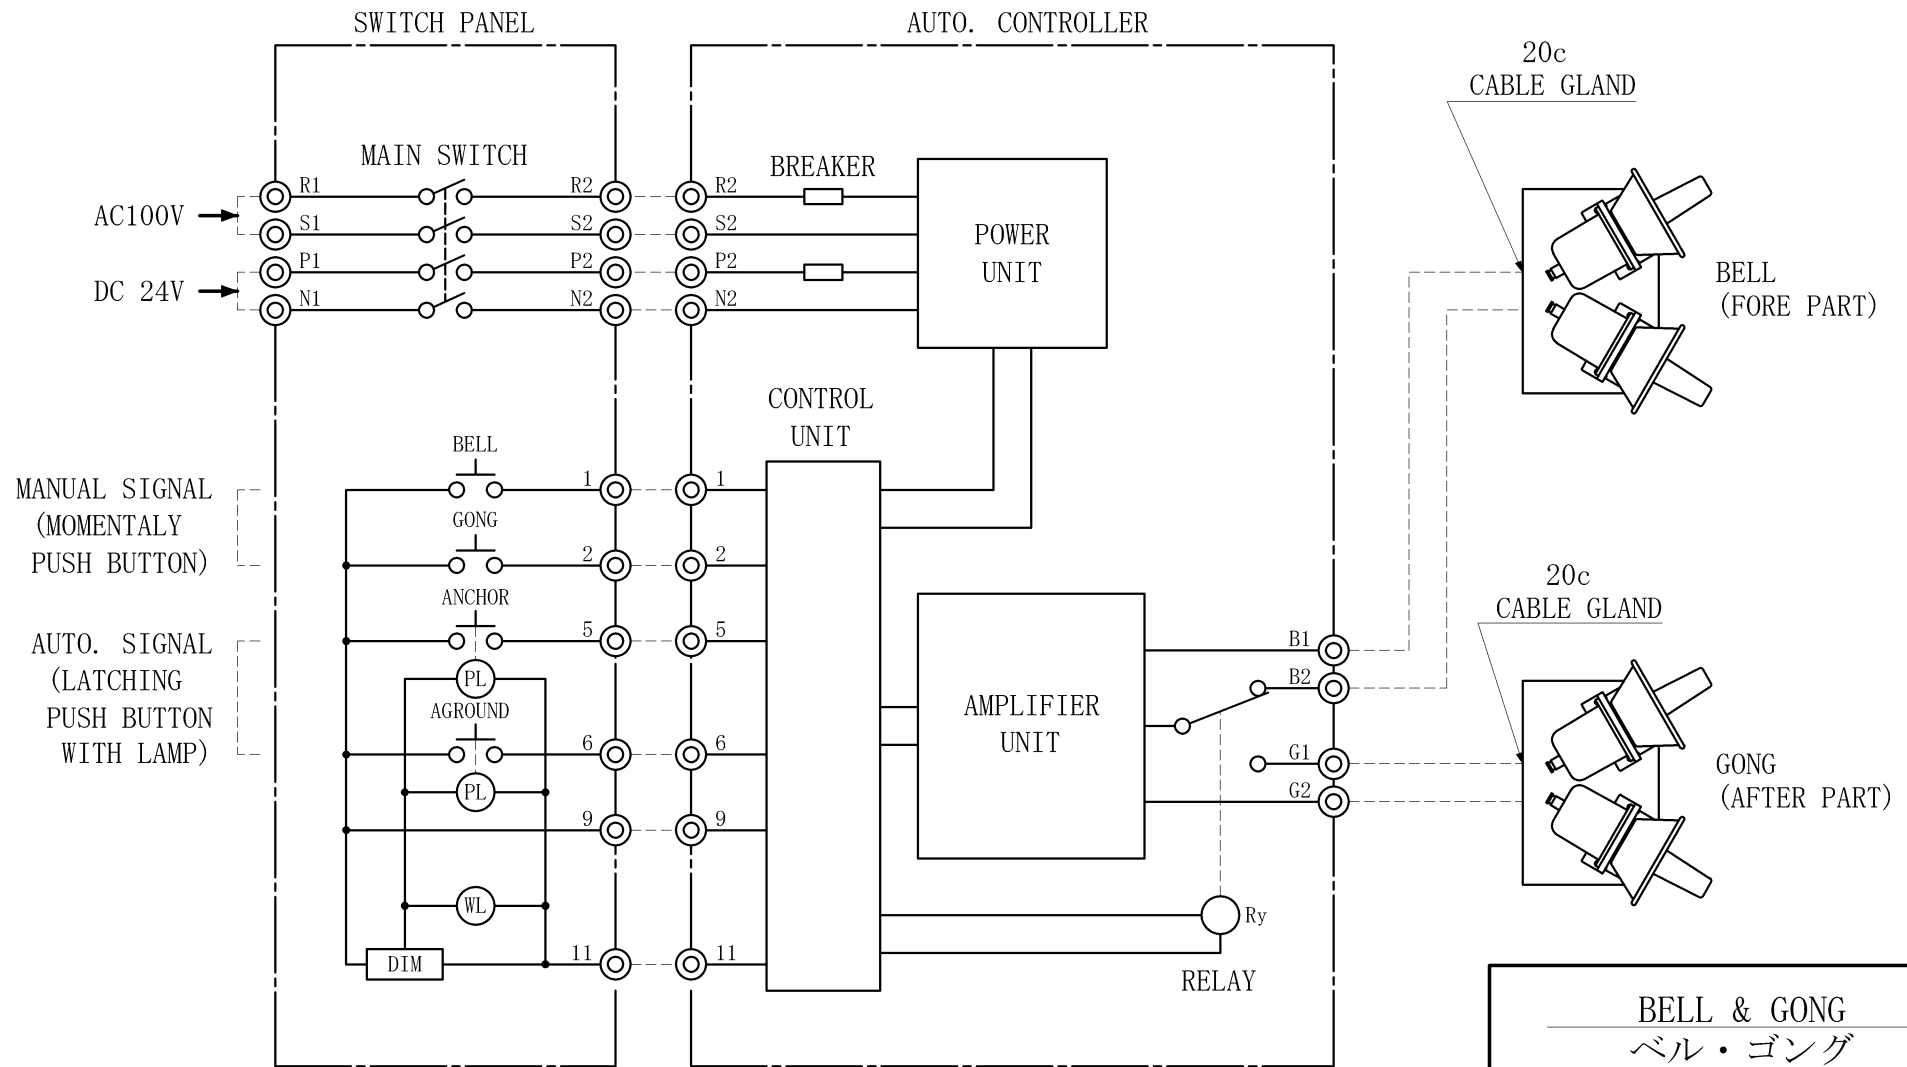 SWITCH PANEL
AUTO. CONTROLLER
20c
CABLE GLAND
MAIN SWITCH
BREAKER
AC100V
DC 24V
R1
S1
P1
N1
R2
S2
P2
N2
R2
S2
P2
N2
POWER
UNIT
BELL
(FORE PART)
CONTROL
UNIT
MANUAL SIGNAL
(MOMENTALY
PUSH BUTTON)
BELL
1
1
GONG
2
2
ANCHOR
5
5
AUTO. SIGNAL
(LATCHING
PUSH BUTTON
WITH LAMP)
PL
AGROUND
6
6
PL
9
9
WL
DIM
11
11
AMPLIFIER
UNIT
B1
B2
G1
G2
Ry
RELAY
20c
CABLE GLAND
GONG
(AFTER PART)
BELL & GONG
ベル・ゴング